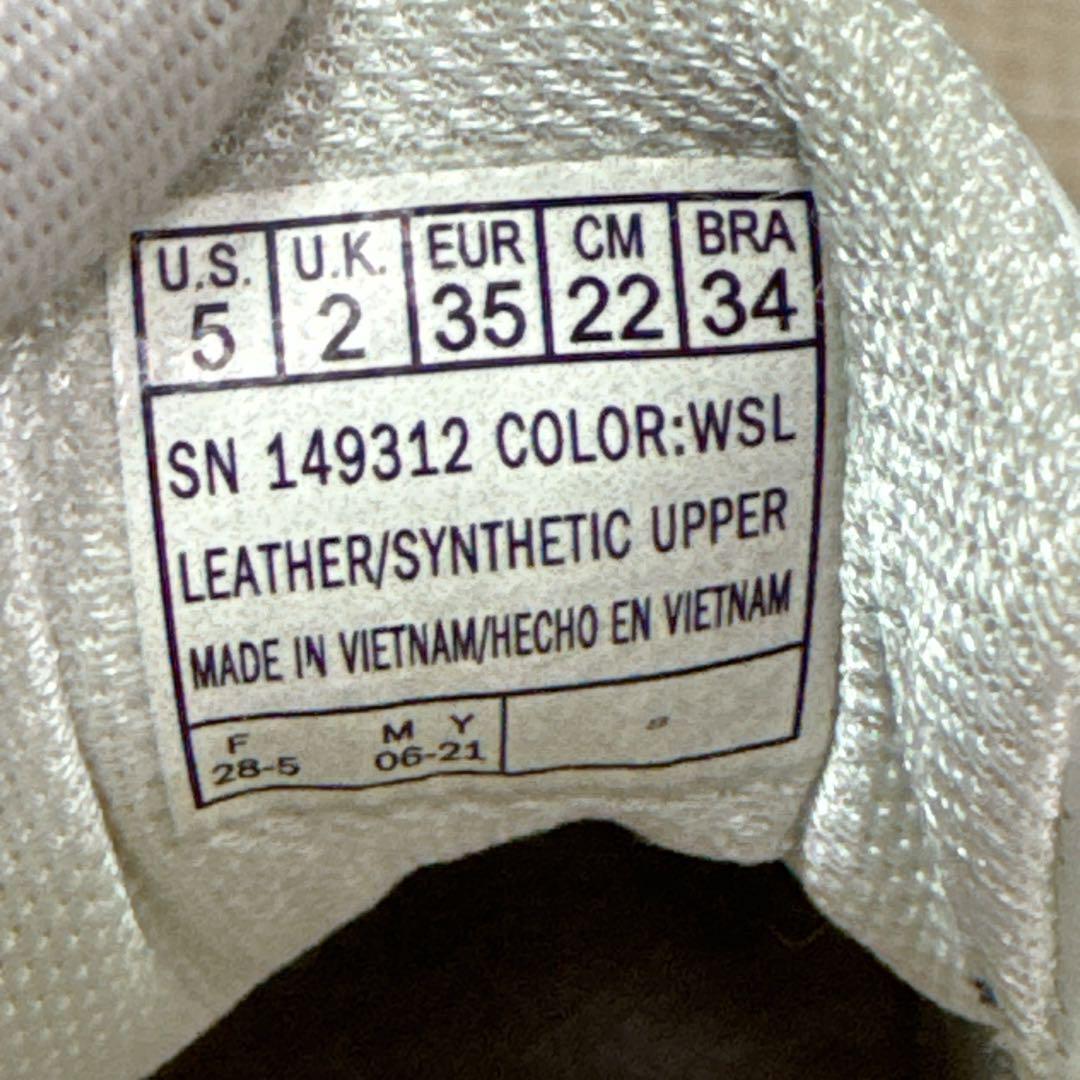 U.S. U.K. EUR CM BRA
5 2 35 22 34
SN 149312 COLOR:WSL
LEATHER/SYNTHETIC UPPER
MADE IN VIETNAM/HECHO EN VIETNAM
F M Y
28-5 06-21